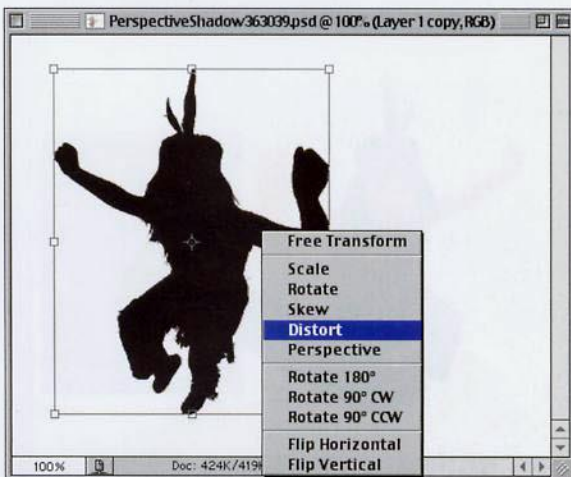 PerspectiveShadow363039.psd @ 100% (Layer 1 copy, RGB)
Free Transform
Scale
Rotate
Skew
Distort
Perspective
Rotate 180°
Rotate 90° CW
Rotate 90° CCW
Flip Horizontal
Flip Vertical
100%
Doc: 424K/419K